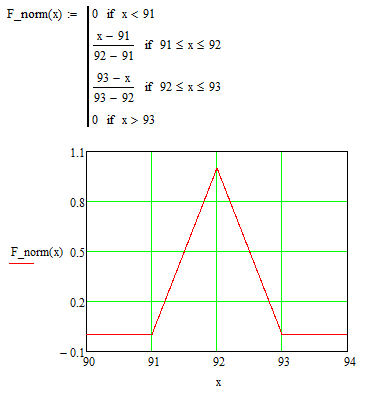 F_norm(x) := 0 if x < 91
x − 91
92 − 91 if 91 ≤ x ≤ 92
93 − x
93 − 92 if 92 ≤ x ≤ 93
0 if x > 93
1.1
0.8
F_norm(x) 0.5
0.2
− 0.1
90 91 92 93 94
x